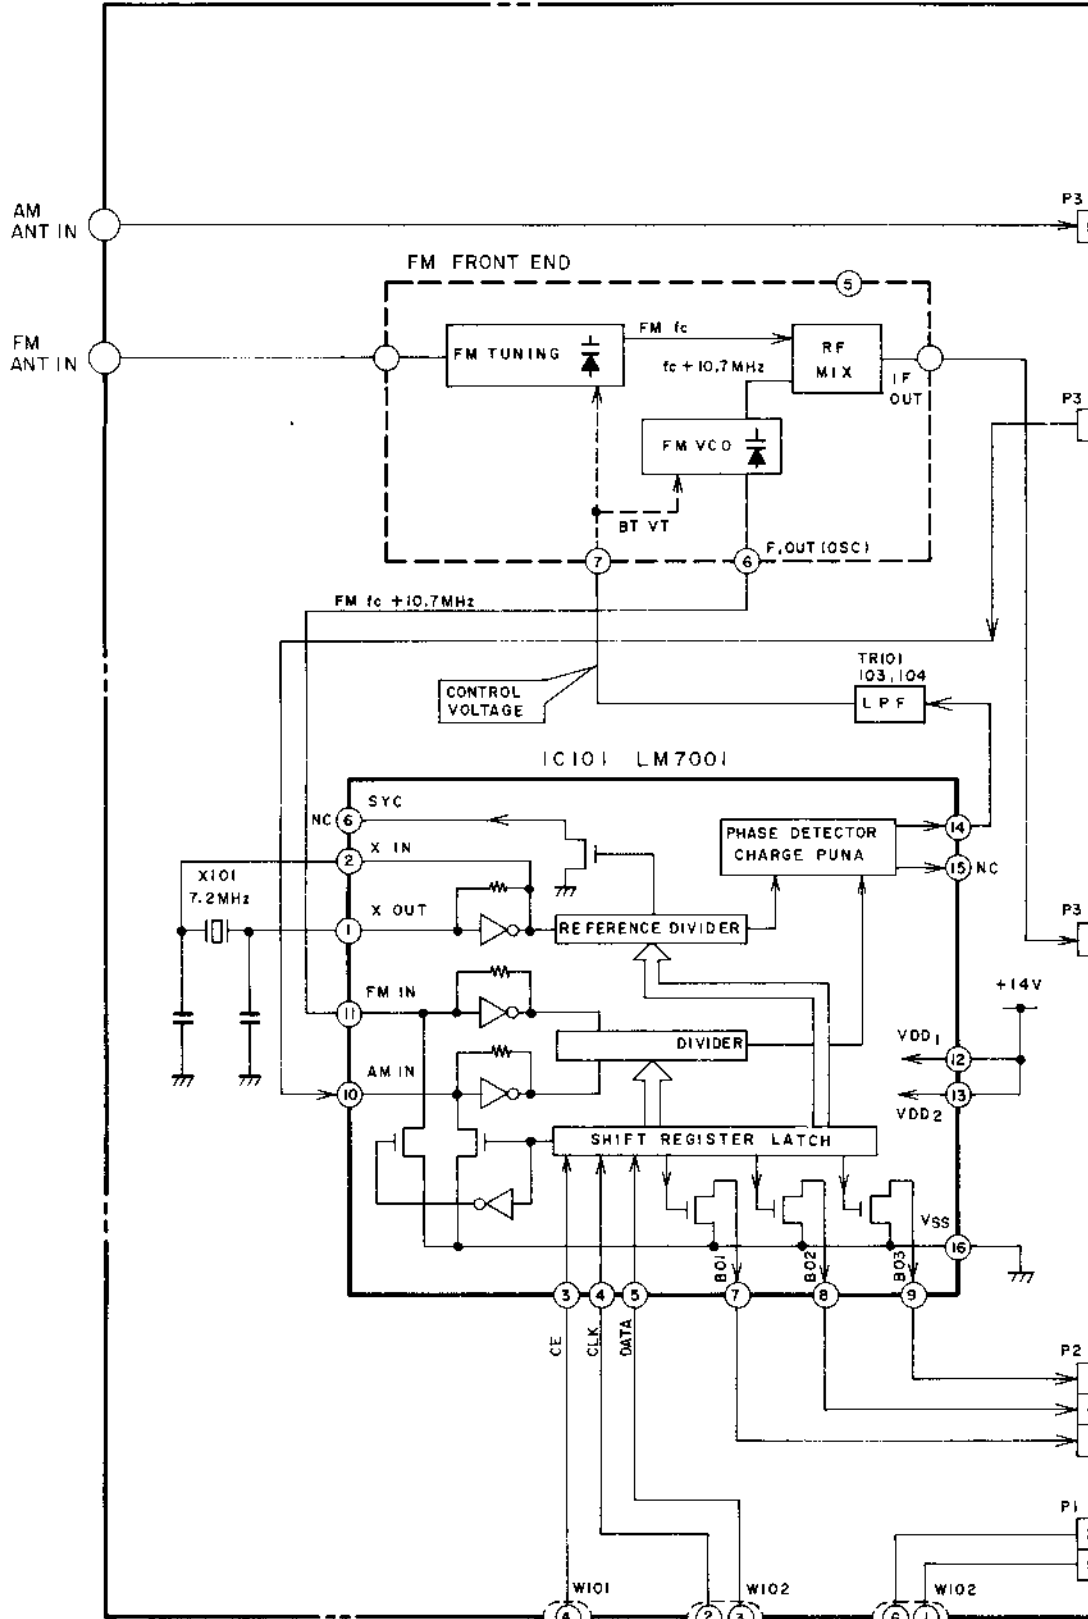 AM
ANT IN
P3
FM FRONT END
5
FM
ANT IN
FM TUNING
FM fc
fc + 10.7MHz
RF
MIX
IF
OUT
P3
FM VCO
BT VT
7
6
F.OUT (OSC)
FM fc + 10.7MHz
CONTROL
VOLTAGE
TR101
103, 104
LPF
IC101 LM7001
SYC
NC 6
2 X IN
X101
7.2MHz
X OUT
1
PHASE DETECTOR
CHARGE PUNA
14
15 NC
REFERENCE DIVIDER
P3
+14V
FM IN
11
DIVIDER
VDD1
12
AM IN
10
13
VDD2
SHIFT REGISTER LATCH
VSS
16
BO1
BO2
BO3
3
4
5
7
8
9
CE
CLK
DATA
P2
P1
W101
W102
W102
4
2
3
6
1